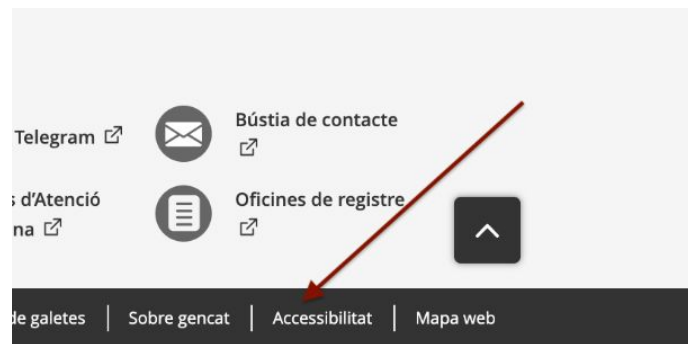 Telegram
Bústia de contacte
d'Atenció
na
Oficines de registre
de galetes
Sobre gencat
Accessibilitat
Mapa web